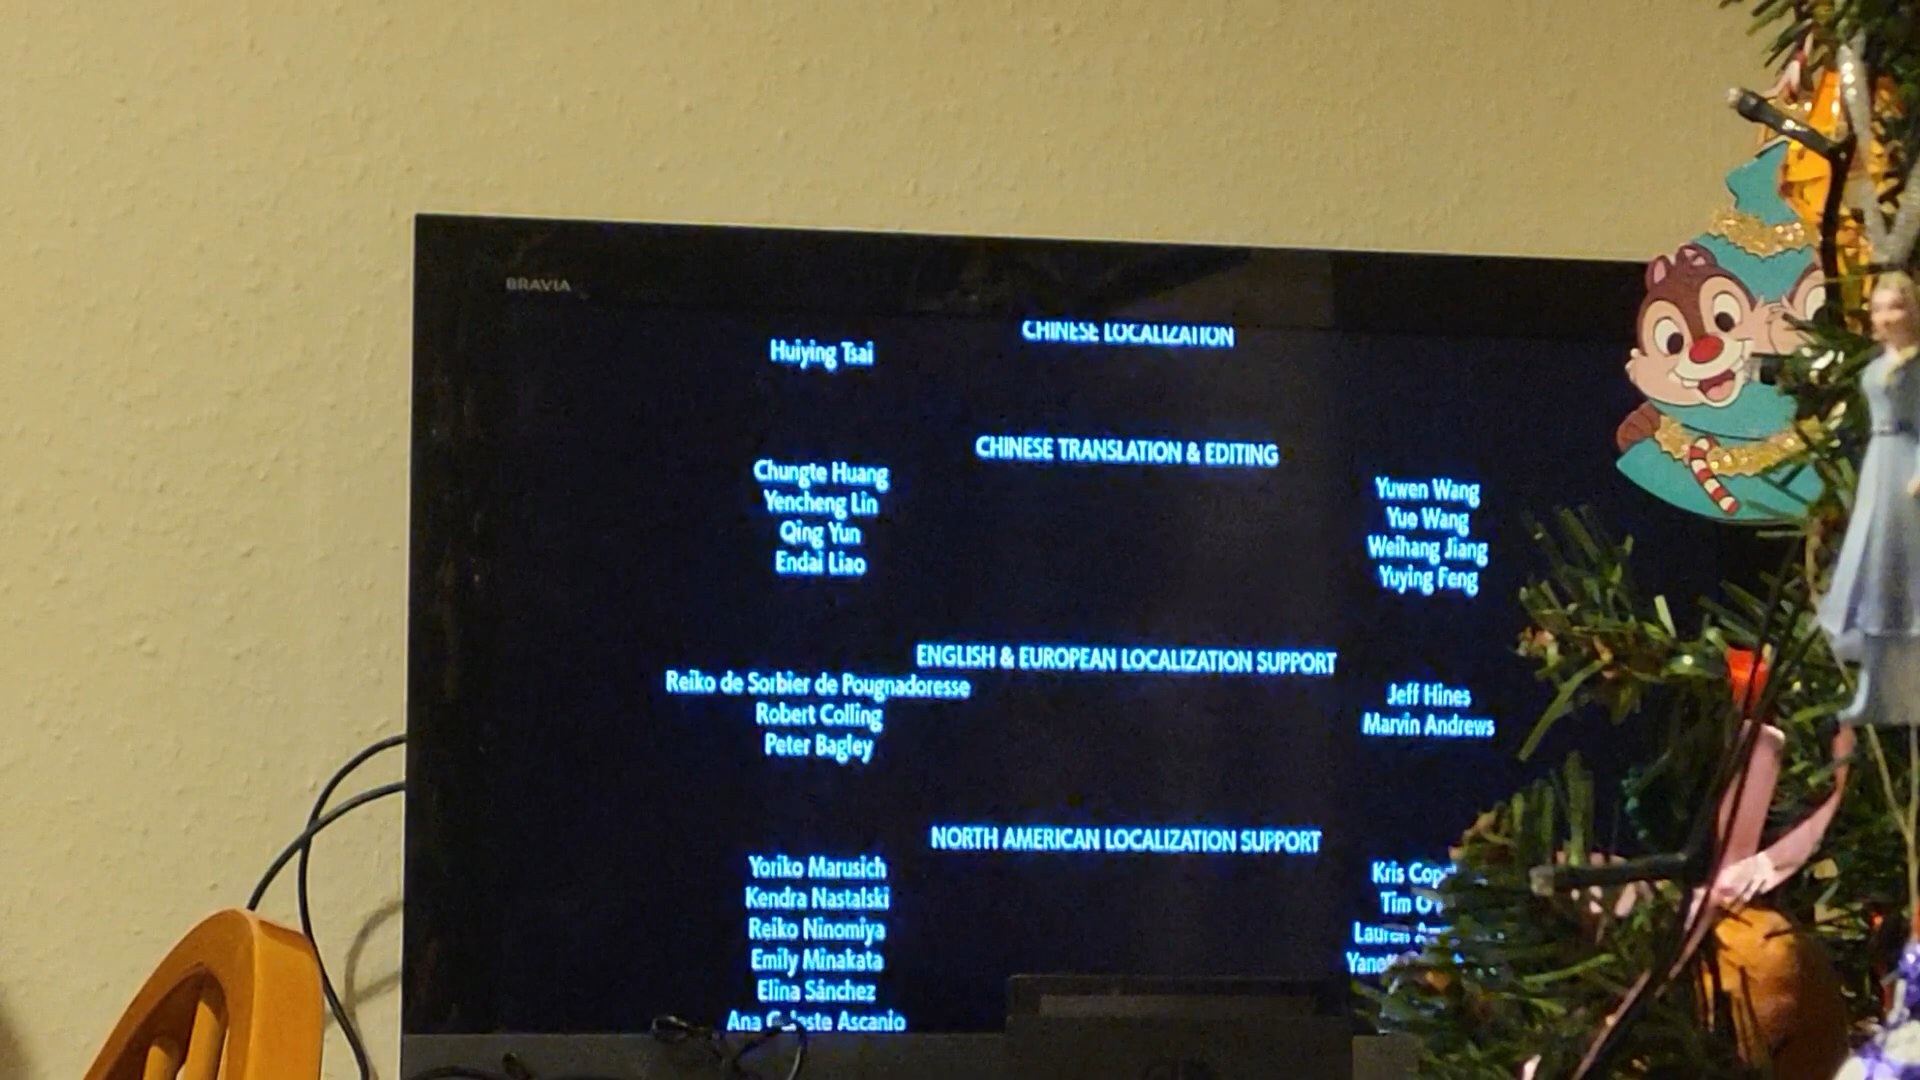 BRAVIA
CHINESE LOCALIZATION
Huiying Tsai
CHINESE TRANSLATION & EDITING
Chungte Huang
Yencheng Lin
Qing Yun
Endai Liao
Yuwen Wang
Yue Wang
Weihang Jiang
Yuying Feng
ENGLISH & EUROPEAN LOCALIZATION SUPPORT
Reiko de Sorbier de Pougnadoresse
Robert Colling
Peter Bagley
Jeff Hines
Marvin Andrews
NORTH AMERICAN LOCALIZATION SUPPORT
Yoriko Marusich
Kendra Nastalski
Reiko Ninomiya
Emily Minakata
Elina Sánchez
Ana Celeste Ascanio
Kris
Tim
Lauren